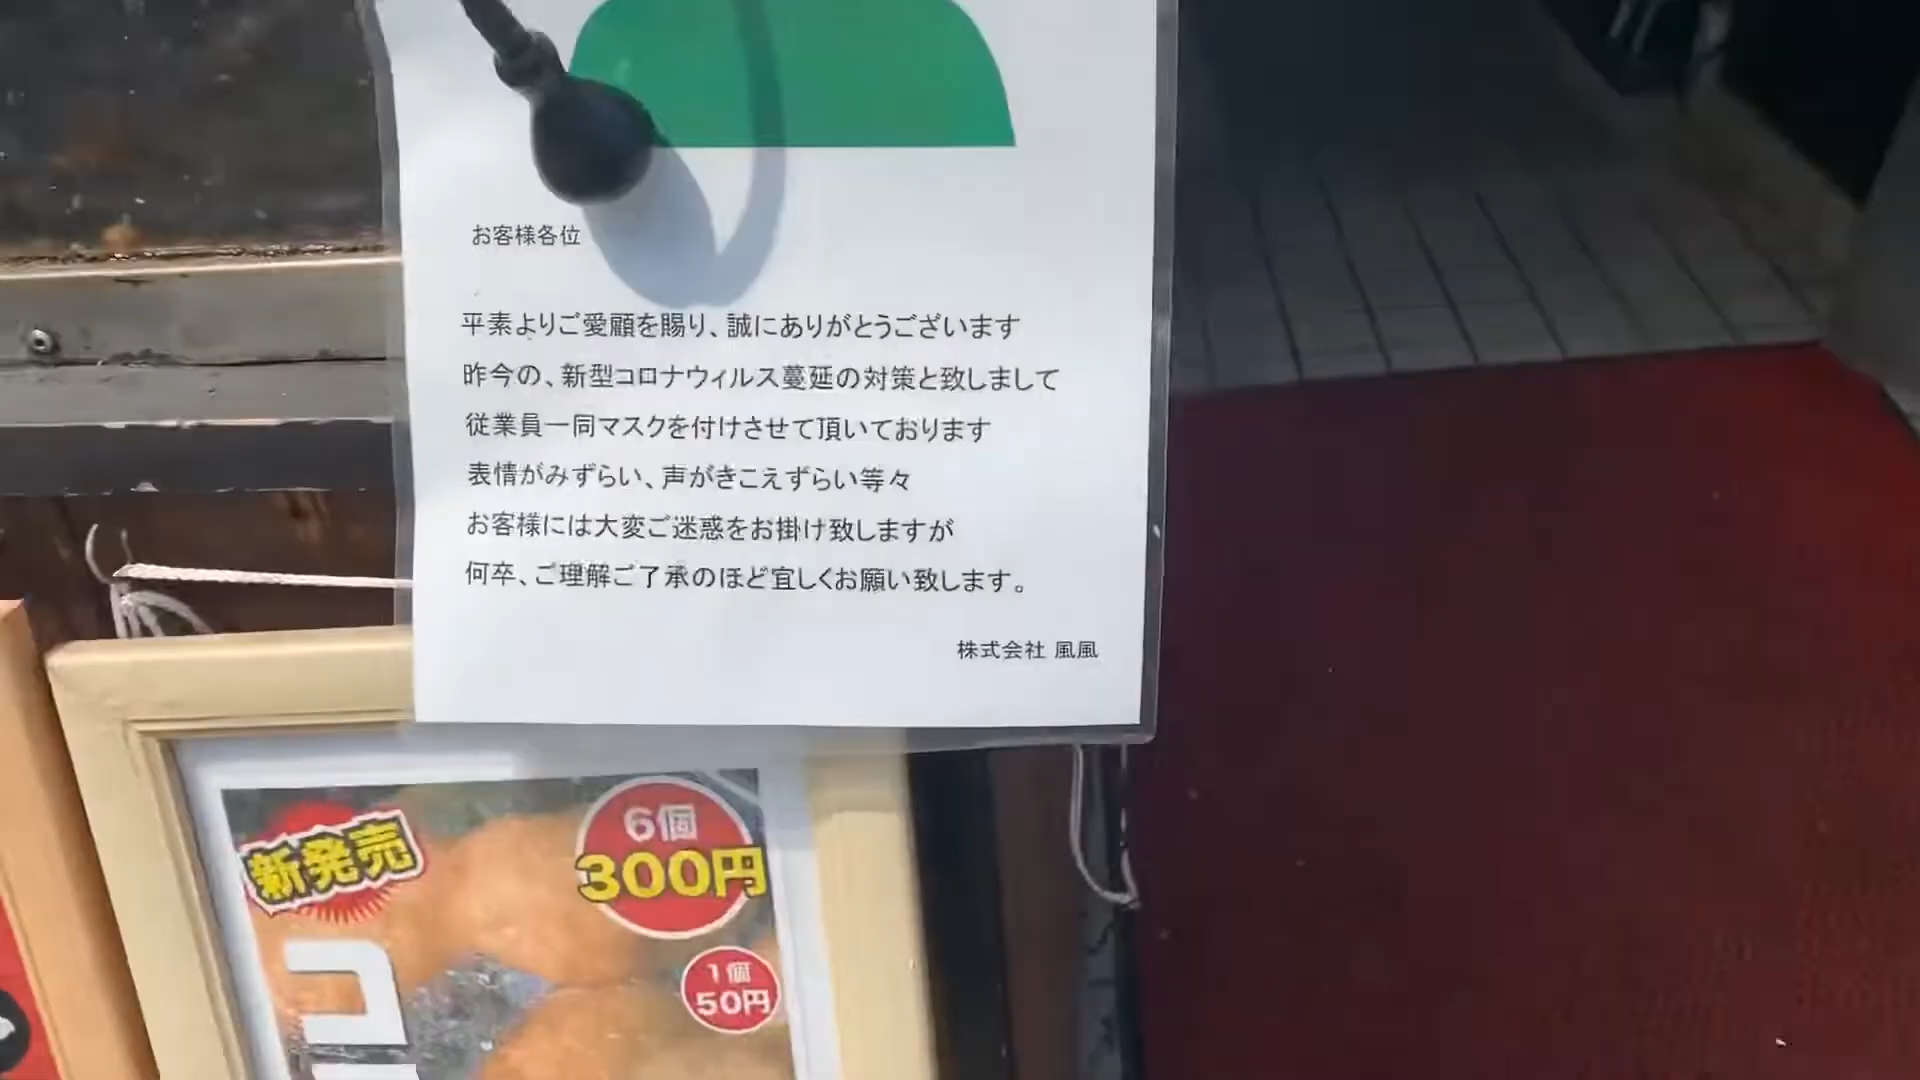 お客様各位
平素よりご愛顧を賜り、誠にありがとうございます
昨今の、新型コロナウィルス蔓延の対策と致しまして
従業員一同マスクを付けさせて頂いております
表情がみずらい、声がきこえずらい等々
お客様には大変ご迷惑をお掛け致しますが
何卒、ご理解ご了承のほど宜しくお願い致します。
株式会社 風風
新発売
6個
300円
1個
50円
コ